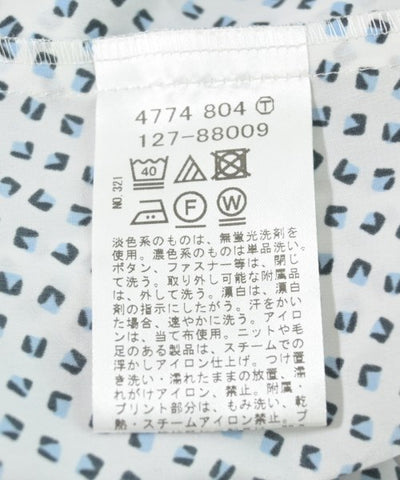 4774 804 Ⓣ
127-88009
NO.321
40
F W
淡色系のものは、無蛍光洗剤を
使用。濃色系のものは単品洗い。
ボタン、ファスナー等は、閉じ
て洗う。取り外し可能な附属品
は、外して洗う。漂白は、漂白
剤の指示にしたがう。汗をかい
た場合、速やかに洗う。アイロ
ンは、当て布使用。ニットや毛
足のある製品は、スチームでの
浮かしアイロン仕上げ。つけ置
き洗い・濡れたままの放置、濡
れがけアイロン、禁止。附属
プリント部分は、もみ洗い、乾
熱・スチームアイロン禁止。プ